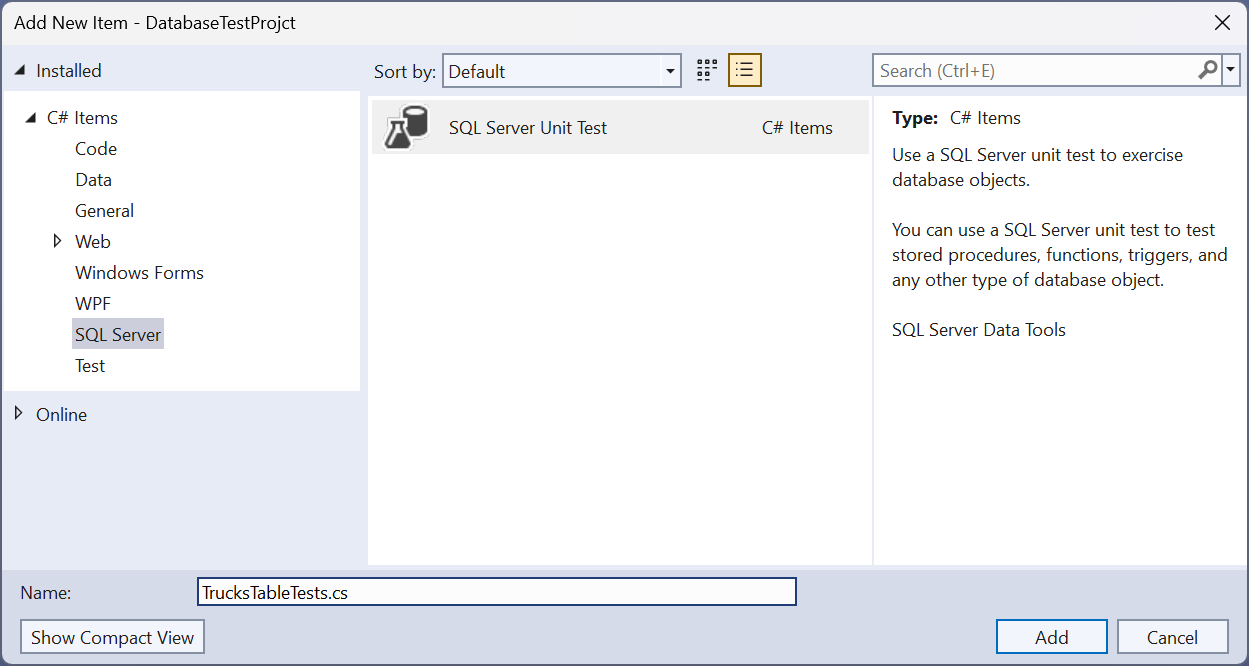 Add New Item - DatabaseTestProjct
Installed
C# Items
Code
Data
General
Web
Windows Forms
WPF
SQL Server
Test
Online
Sort by: Default
SQL Server Unit Test C# Items
Search (Ctrl+E)
Type: C# Items
Use a SQL Server unit test to exercise
database objects.
You can use a SQL Server unit test to test
stored procedures, functions, triggers, and
any other type of database object.
SQL Server Data Tools
Name: TrucksTableTests.cs
Show Compact View
Add
Cancel